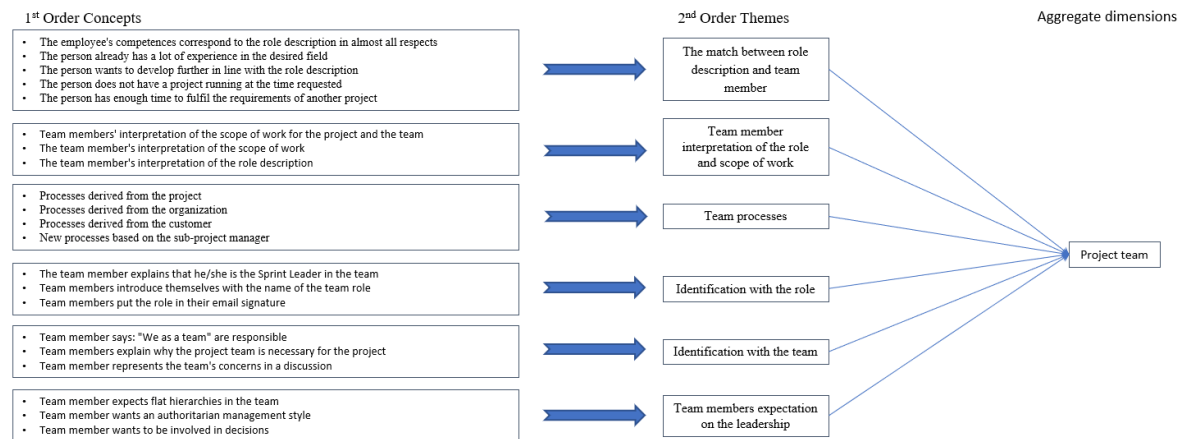 1st Order Concepts
2nd Order Themes
Aggregate dimensions
• The employee's competences correspond to the role description in almost all respects
• The person already has a lot of experience in the desired field
• The person wants to develop further in line with the role description
• The person does not have a project running at the time requested
• The person has enough time to fulfil the requirements of another project
The match between role
description and team
member
• Team members' interpretation of the scope of work for the project and the team
• The team member's interpretation of the scope of work
• The team member's interpretation of the role description
Team member
interpretation of the role
and scope of work
• Processes derived from the project
• Processes derived from the organization
• Processes derived from the customer
• New processes based on the sub-project manager
Team processes
Project team
• The team member explains that he/she is the Sprint Leader in the team
• Team members introduce themselves with the name of the team role
• Team members put the role in their email signature
Identification with the role
• Team member says: "We as a team" are responsible
• Team members explain why the project team is necessary for the project
• Team member represents the team's concerns in a discussion
Identification with the team
• Team member expects flat hierarchies in the team
• Team member wants an authoritarian management style
• Team member wants to be involved in decisions
Team members expectation
on the leadership